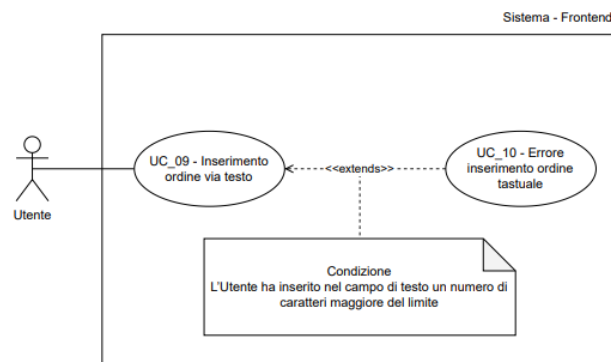 Sistema - Frontend
UC_09 - Inserimento
ordine via testo
<<extends>>
UC_10 - Errore
inserimento ordine
tastuale
Utente
Condizione
L'Utente ha inserito nel campo di testo un numero di
caratteri maggiore del limite